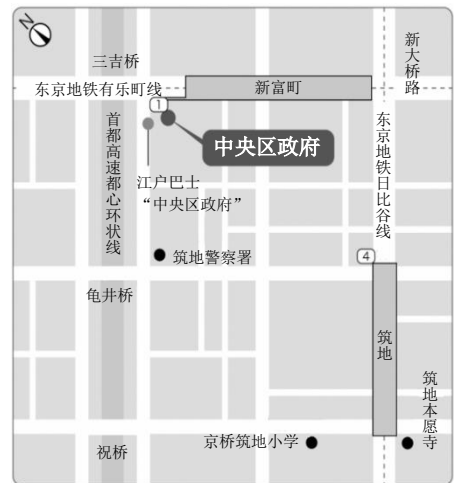 N
三吉桥
新大桥路
东京地铁有乐町线
新富町
1
中央区政府
首都高速都心环状线
东京地铁日比谷线
江户巴士
“中央区政府”
筑地警察署
4
龟井桥
筑地
筑地本愿寺
京桥筑地小学
祝桥